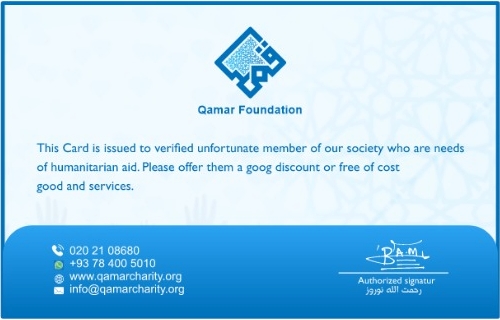 Qamar Foundation
This Card is issued to verified unfortunate member of our society who are needs
of humanitarian aid. Please offer them a goog discount or free of cost
good and services.
020 21 08680
+93 78 400 5010
www.qamarcharity.org
info@qamarcharity.org
Authorized signatur
رحمت الله نوروز